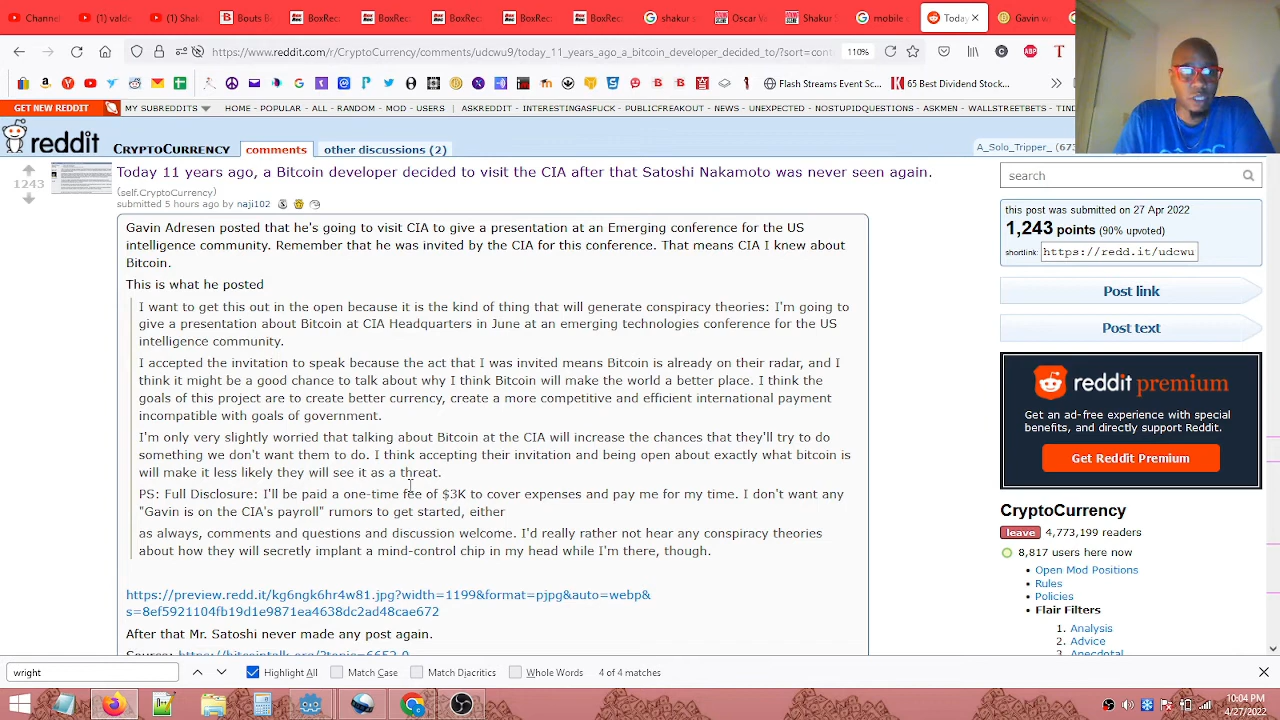 Channel
(1) valdr
(1) Shak
Bouts B
BoxRec
BoxRec
BoxRec
BoxRec
BoxRec
shakur s
Oscar V
Shakur
mobile
Today
Gavin w
https://www.reddit.com/r/CryptoCurrency/comments/udcwu9/today_11_years_ago_a_bitcoin_developer_decided_to/?sort=cont
110%
Flash Streams Event Sc...
65 Best Dividend Stock...
GET NEW REDDIT
MY SUBREDDITS
HOME - POPULAR - ALL - RANDOM - MOD - USERS | ASKREDDIT - INTERESTINGASFUCK - PUBLICFREAKOUT - NEWS - UNEXPECTED - NOSTUPIDQUESTIONS - ASKMEN - WALLSTREETBETS - TIND
reddit CRYPTOCURRENCY comments other discussions (2)
A_Solo_Tripper_ (673
1243
Today 11 years ago, a Bitcoin developer decided to visit the CIA after that Satoshi Nakamoto was never seen again.
(self.CryptoCurrency)
submitted 5 hours ago by naji102
Gavin Adresen posted that he's going to visit CIA to give a presentation at an Emerging conference for the US
intelligence community. Remember that he was invited by the CIA for this conference. That means CIA I knew about
Bitcoin.
This is what he posted
I want to get this out in the open because it is the kind of thing that will generate conspiracy theories: I'm going to
give a presentation about Bitcoin at CIA Headquarters in June at an emerging technologies conference for the US
intelligence community.
I accepted the invitation to speak because the act that I was invited means Bitcoin is already on their radar, and I
think it might be a good chance to talk about why I think Bitcoin will make the world a better place. I think the
goals of this project are to create better currency, create a more competitive and efficient international payment
incompatible with goals of government.
I'm only very slightly worried that talking about Bitcoin at the CIA will increase the chances that they'll try to do
something we don't want them to do. I think accepting their invitation and being open about exactly what bitcoin is
will make it less likely they will see it as a threat.
PS: Full Disclosure: I'll be paid a one-time fee of $3K to cover expenses and pay me for my time. I don't want any
"Gavin is on the CIA's payroll" rumors to get started, either
as always, comments and questions and discussion welcome. I'd really rather not hear any conspiracy theories
about how they will secretly implant a mind-control chip in my head while I'm there, though.
https://preview.redd.it/kg6ngk6hr4w81.jpg?width=1199&format=pjpg&auto=webp&
s=8ef5921104fb19d1e9871ea4638dc2ad48cae672
After that Mr. Satoshi never made any post again.
search
this post was submitted on 27 Apr 2022
1,243 points (90% upvoted)
shortlink: https://redd.it/udcwu
Post link
Post text
reddit premium
Get an ad-free experience with special
benefits, and directly support Reddit.
Get Reddit Premium
CryptoCurrency
leave 4,773,199 readers
8,817 users here now
Open Mod Positions
Rules
Policies
Flair Filters
1. Analysis
2. Advice
wright
Highlight All
Match Case
Match Diacritics
Whole Words
4 of 4 matches
10:04 PM
4/27/2022